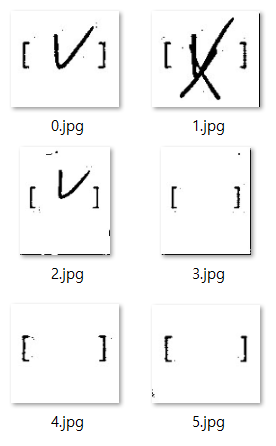 [ ✓ ] [ ✗ ]
0.jpg 1.jpg
[ ✓ ] [ ]
2.jpg 3.jpg
[ ] [ ]
4.jpg 5.jpg